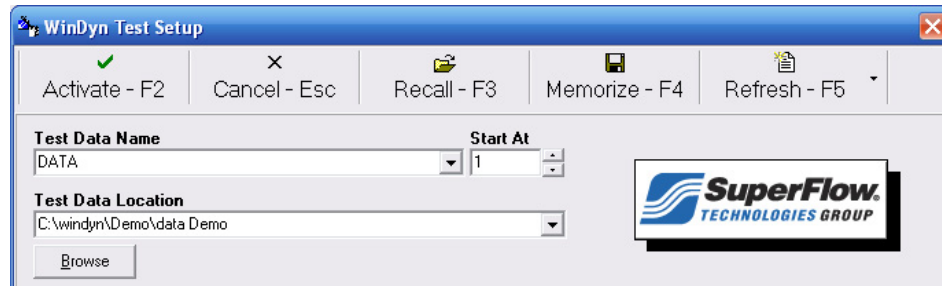 WinDyn Test Setup
Activate - F2 Cancel - Esc Recall - F3 Memorize - F4 Refresh - F5
Test Data Name Start At
DATA 1
Test Data Location
C:\windyn\Demo\data Demo
Browse
SuperFlow.
TECHNOLOGIES GROUP